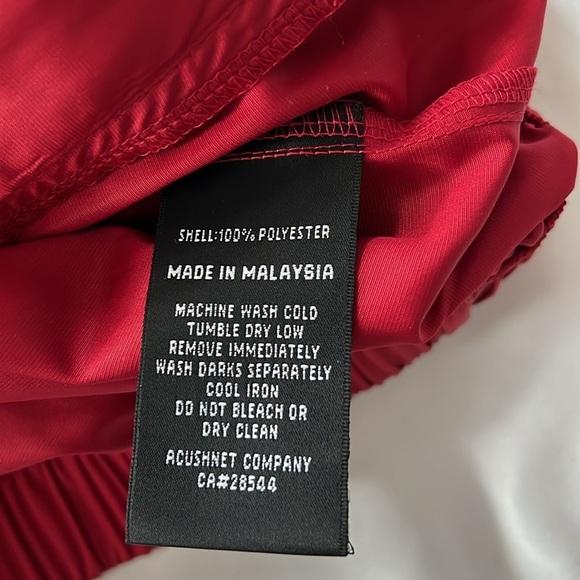 SHELL:100% POLYESTER
MADE IN MALAYSIA
MACHINE WASH COLD
TUMBLE DRY LOW
REMOVE IMMEDIATELY
WASH DARKS SEPARATELY
COOL IRON
DO NOT BLEACH OR
DRY CLEAN
ACUSHNET COMPANY
CA#28544